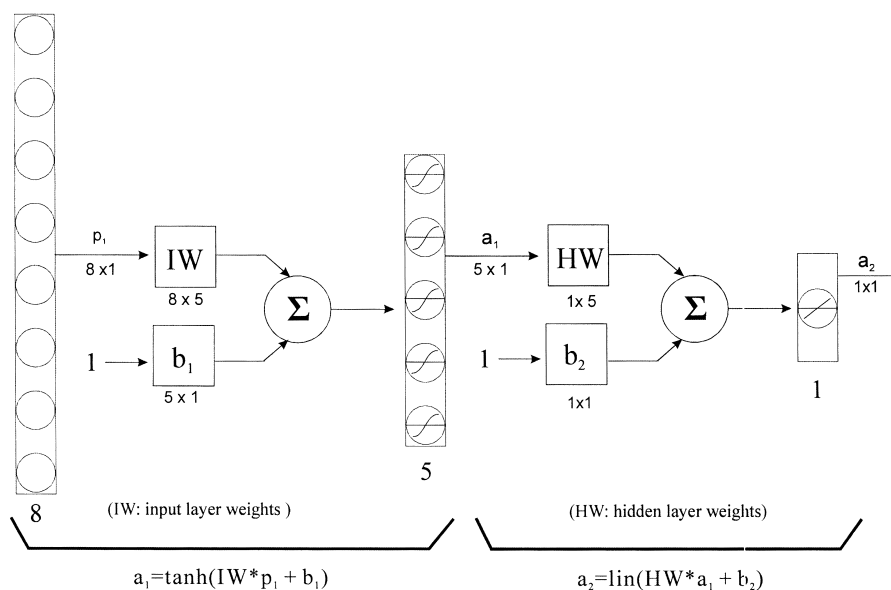 p₁
8 x1
IW
8 x 5
Σ
1
b₁
5 x 1
8
5
a₁
5 x 1
HW
1x 5
Σ
1
b₂
1x1
a₂
1x1
1
(IW: input layer weights )
(HW: hidden layer weights)
a₁=tanh(IW*p₁ + b₁)
a₂=lin(HW*a₁ + b₂)